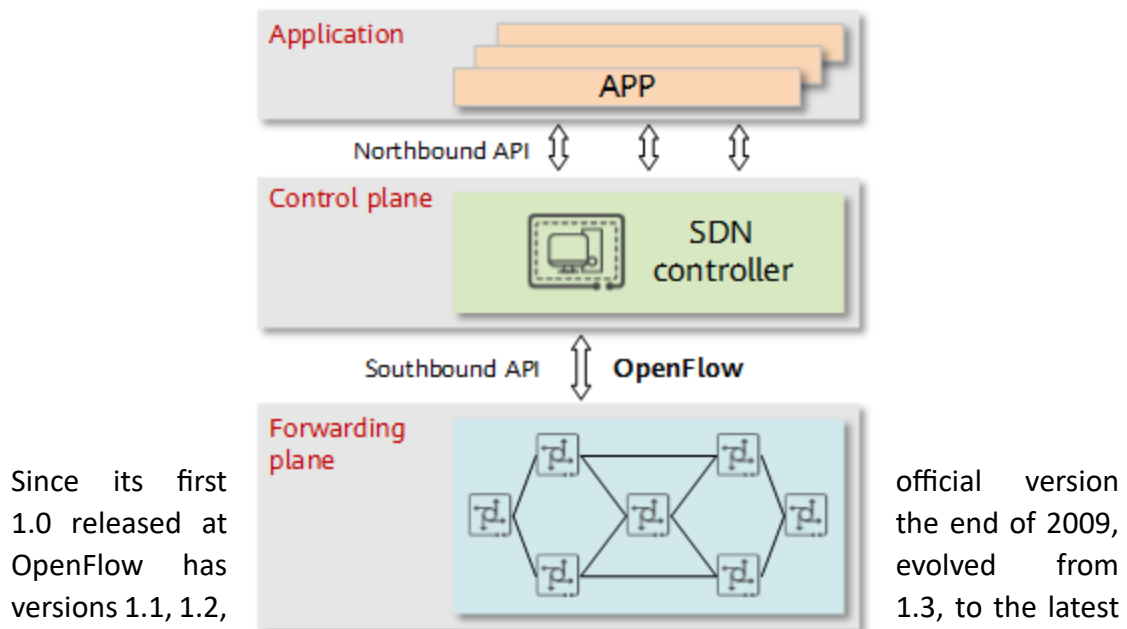 Application
APP
Northbound API
Control plane
SDN
controller
Southbound API
OpenFlow
Forwarding
plane
Since its first official version
1.0 released at the end of 2009,
OpenFlow has evolved from
versions 1.1, 1.2, 1.3, to the latest